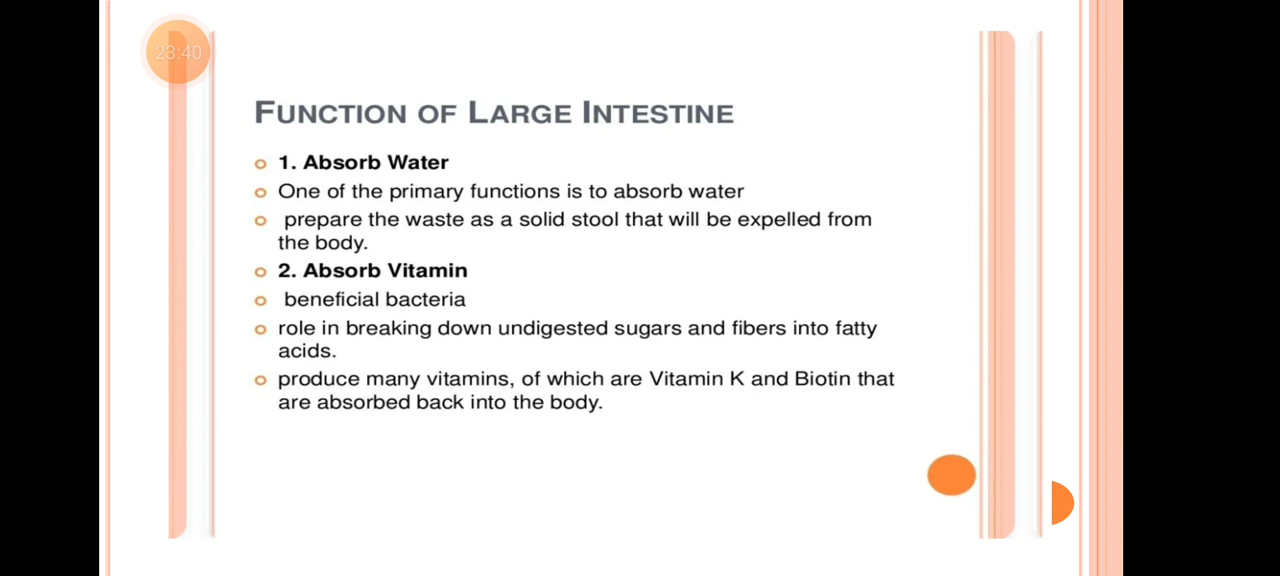 23:40
FUNCTION OF LARGE INTESTINE
1. Absorb Water
One of the primary functions is to absorb water
prepare the waste as a solid stool that will be expelled from
the body.
2. Absorb Vitamin
beneficial bacteria
role in breaking down undigested sugars and fibers into fatty
acids.
produce many vitamins, of which are Vitamin K and Biotin that
are absorbed back into the body.